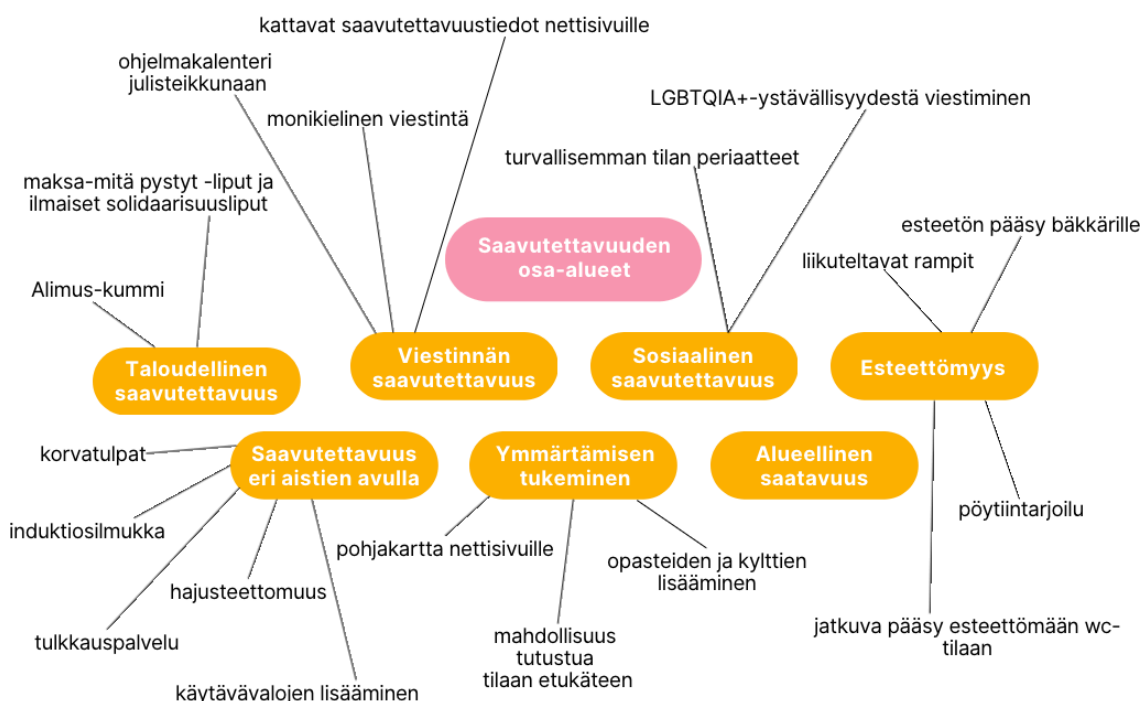 kattavat saavutettavuustiedot nettisivuille
ohjelmakalenteri
julisteikkunaan
monikielinen viestintä
LGBTQIA+-ystävällisyydestä viestiminen
turvallisemman tilan periaatteet
maksa-mitä pystyt -liput ja
ilmaiset solidaarisuusliput
Saavutettavuuden
osa-alueet
esteetön pääsy bäkkärille
liikuteltavat rampit
Alimus-kummi
Taloudellinen
saavutettavuus
Viestinnän
saavutettavuus
Sosiaalinen
saavutettavuus
Esteettömyys
korvatulpat
Saavutettavuus
eri aistien avulla
Ymmärtämisen
tukeminen
Alueellinen
saatavuus
induktiosilmukka
pohjakartta nettisivuille
opasteiden ja kylttien
lisääminen
pöytiintarjoilu
hajusteettomuus
tulkkauspalvelu
mahdollisuus
tutustua
tilaan etukäteen
jatkuva pääsy esteettömään wc-
tilaan
käytävävalojen lisääminen